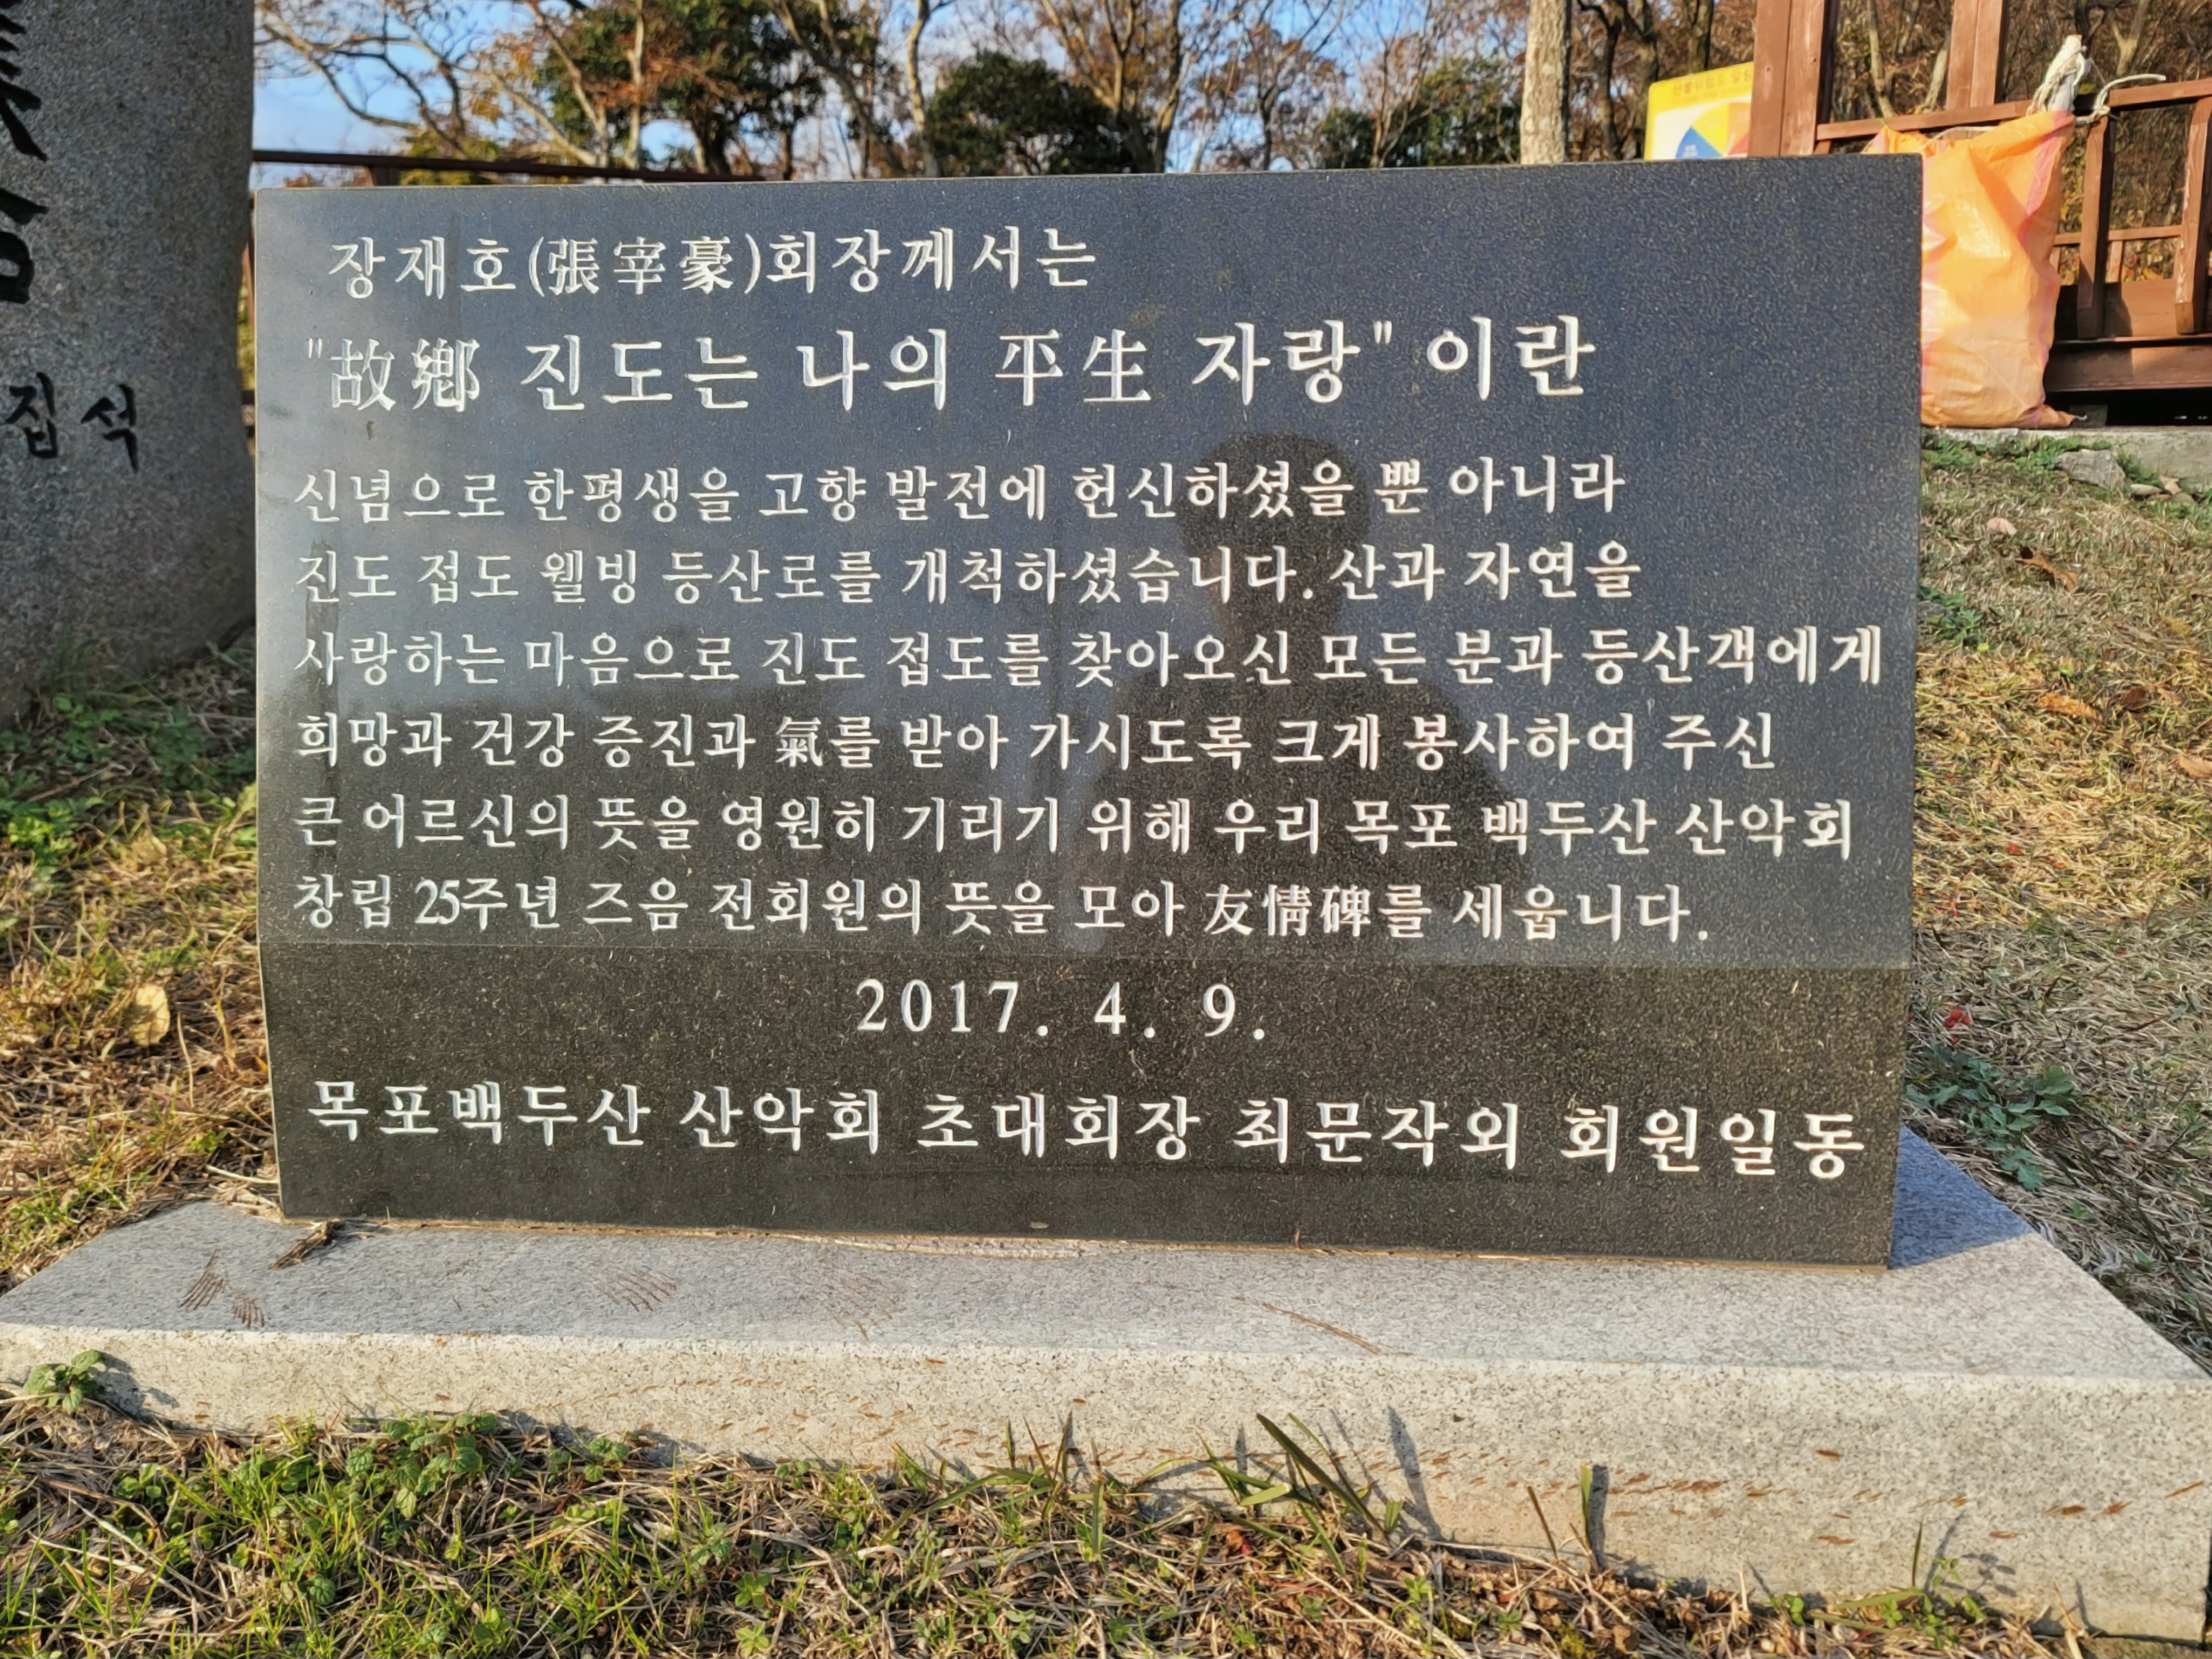 장재호(張宰豪)회장께서는
"故鄕 진도는 나의 平生 자랑" 이란
신념으로 한평생을 고향 발전에 헌신하셨을 뿐 아니라
진도 접도 웰빙 등산로를 개척하셨습니다. 산과 자연을
사랑하는 마음으로 진도 접도를 찾아오신 모든 분과 등산객에게
희망과 건강 증진과 氣를 받아 가시도록 크게 봉사하여 주신
큰 어르신의 뜻을 영원히 기리기 위해 우리 목포 백두산 산악회
창립 25주년 즈음 전회원의 뜻을 모아 友情碑를 세웁니다.
2017. 4. 9.
목포백두산 산악회 초대회장 최문작외 회원일동
집석